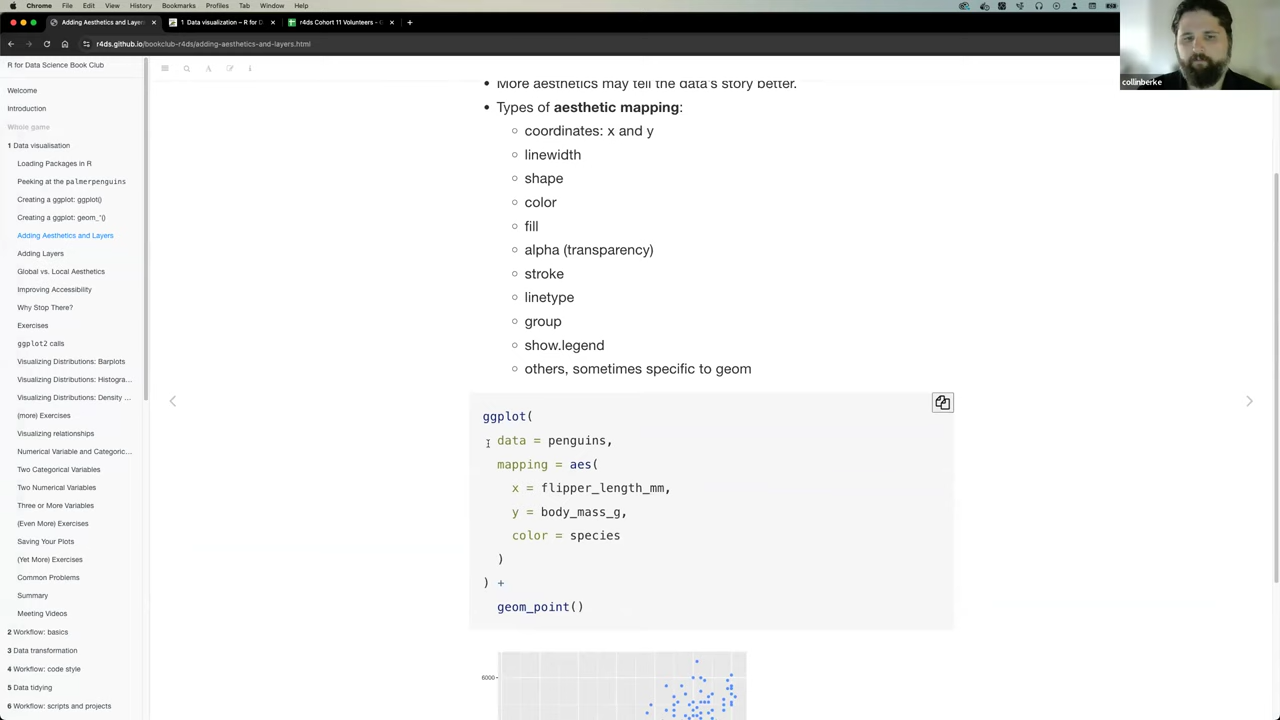 Chrome File Edit View History Bookmarks Profiles Tab Window Help
Adding Aesthetics and Layers
1 Data visualization – R for D
r4ds Cohort 11 Volunteers - G
r4ds.github.io/bookclub-r4ds/adding-aesthetics-and-layers.html
collinberke
R for Data Science Book Club
Welcome
Introduction
Whole game
1 Data visualisation
Loading Packages in R
Peeking at the palmerpenguins
Creating a ggplot: ggplot()
Creating a ggplot: geom_*()
Adding Aesthetics and Layers
Adding Layers
Global vs. Local Aesthetics
Improving Accessibility
Why Stop There?
Exercises
ggplot2 calls
Visualizing Distributions: Barplots
Visualizing Distributions: Histogra...
Visualizing Distributions: Density ...
(more) Exercises
Visualizing relationships
Numerical Variable and Categoric...
Two Categorical Variables
Two Numerical Variables
Three or More Variables
(Even More) Exercises
Saving Your Plots
(Yet More) Exercises
Common Problems
Summary
Meeting Videos
2 Workflow: basics
3 Data transformation
4 Workflow: code style
5 Data tidying
6 Workflow: scripts and projects
More aesthetics may tell the data's story better.
Types of aesthetic mapping:
coordinates: x and y
linewidth
shape
color
fill
alpha (transparency)
stroke
linetype
group
show.legend
others, sometimes specific to geom
ggplot(
data = penguins,
mapping = aes(
x = flipper_length_mm,
y = body_mass_g,
color = species
)
) +
geom_point()
6000